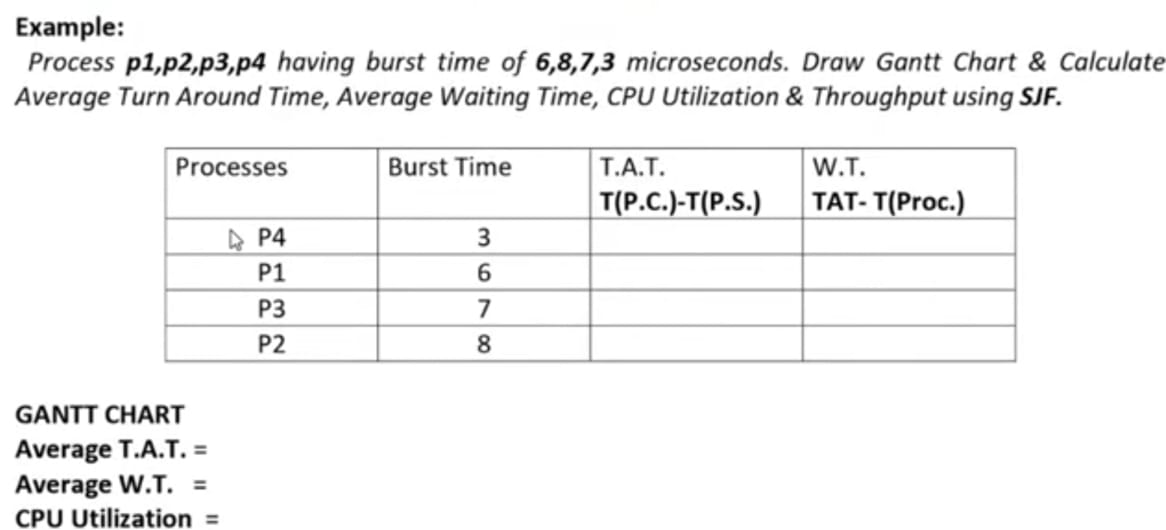 Example:
Process p1,p2,p3,p4 having burst time of 6,8,7,3 microseconds. Draw Gantt Chart & Calculate
Average Turn Around Time, Average Waiting Time, CPU Utilization & Throughput using SJF.
Processes Burst Time T.A.T. W.T.
T(P.C.)-T(P.S.) TAT- T(Proc.)
P4 3
P1 6
P3 7
P2 8
GANTT CHART
Average T.A.T. =
Average W.T. =
CPU Utilization =